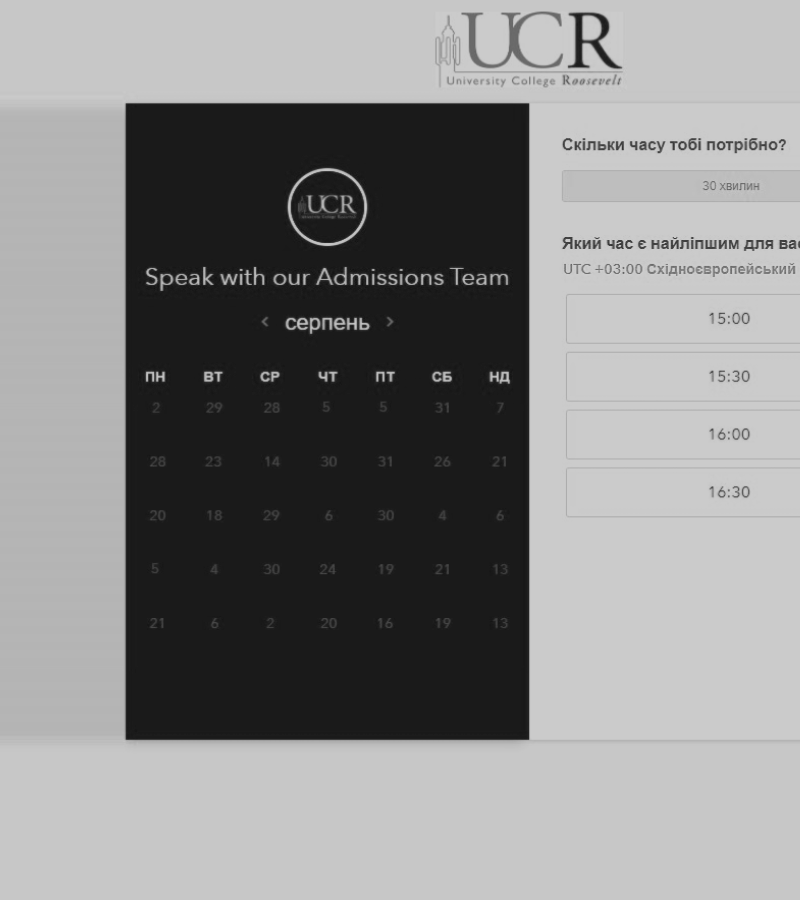 UCR
University College Roosevelt
UCR
Speak with our Admissions Team
< серпень >
ПН ВТ СР ЧТ ПТ СБ НД
2 29 28 5 5 31 7
28 23 14 30 31 26 21
20 18 29 6 30 4 6
5 4 30 24 19 21 13
21 6 2 20 16 19 13
Скільки часу тобі потрібно?
30 хвилин
Який час є найліпшим для
UTC +03:00 Східноєвропейський
15:00
15:30
16:00
16:30